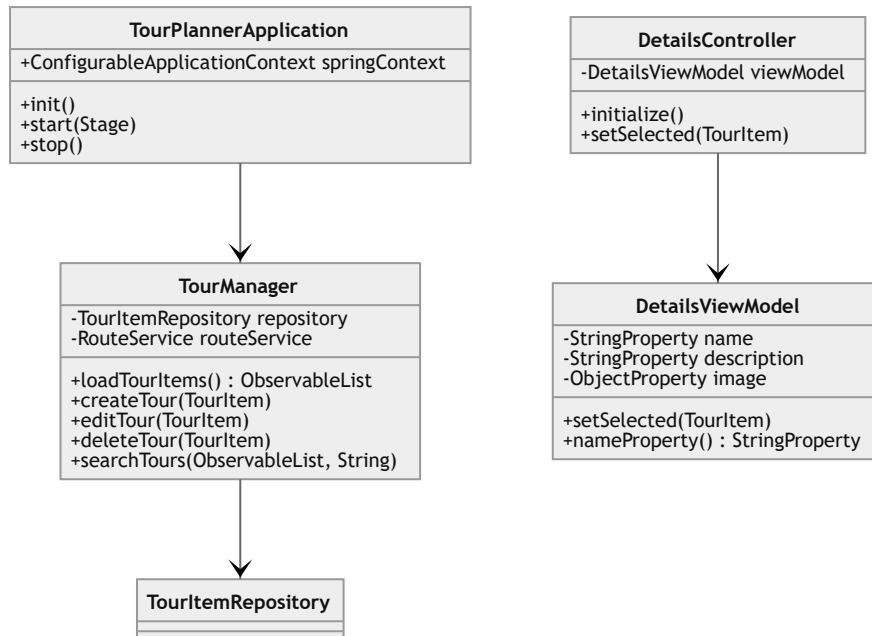 TourPlannerApplication
+ConfigurableApplicationContext springContext
+init()
+start(Stage)
+stop()
DetailsController
-DetailsViewModel viewModel
+initialize()
+setSelected(TourItem)
TourManager
-TourItemRepository repository
-RouteService routeService
+loadTourItems() : ObservableList
+createTour(TourItem)
+editTour(TourItem)
+deleteTour(TourItem)
+searchTours(ObservableList, String)
DetailsViewModel
-StringProperty name
-StringProperty description
-ObjectProperty image
+setSelected(TourItem)
+nameProperty() : StringProperty
TourItemRepository